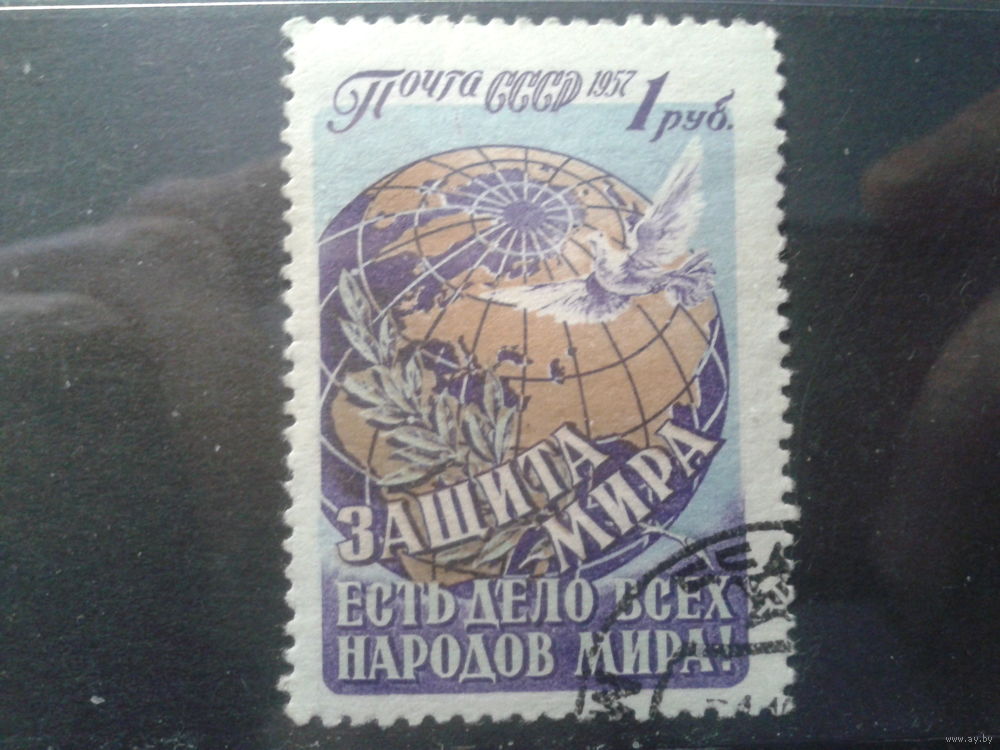 Почта СССР 1957 1 руб.
ЗАЩИТА
МИРА
ЕСТЬ ДЕЛО ВСЕХ
НАРОДОВ МИРА!
www.ay.by